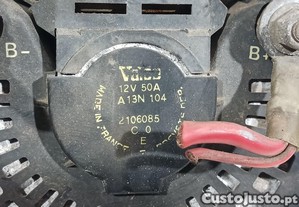 Valeo
B-
B+
12V 50A
A13N 104
MADE IN FRANCE
2106085
C 0
E
CustoJusto.pt